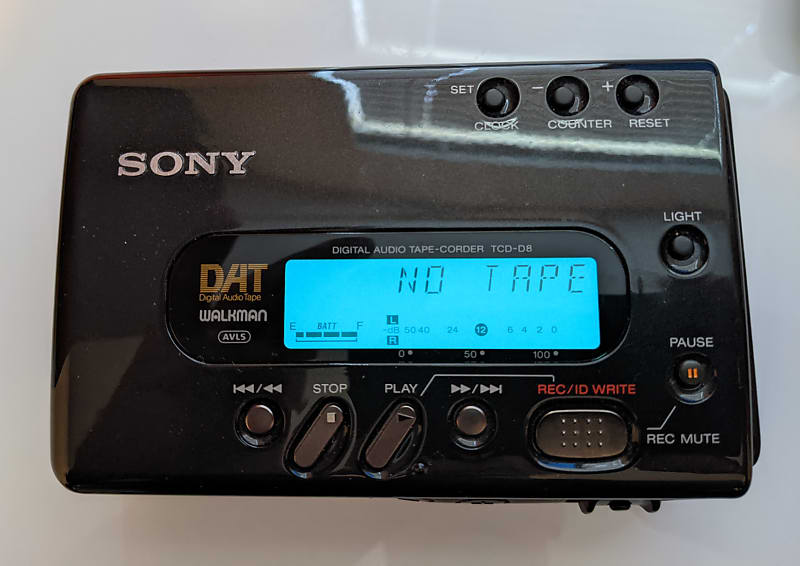 SET − +
CLOCK COUNTER RESET
SONY
LIGHT
DIGITAL AUDIO TAPE-CORDER TCD-D8
DAT
Digital Audio Tape
WALKMAN
AVLS
NO TAPE
E BATT F
L
-dB 50 40 24 12 6 4 2 0
R
0 50 100
PAUSE
STOP PLAY REC/ID WRITE
REC MUTE